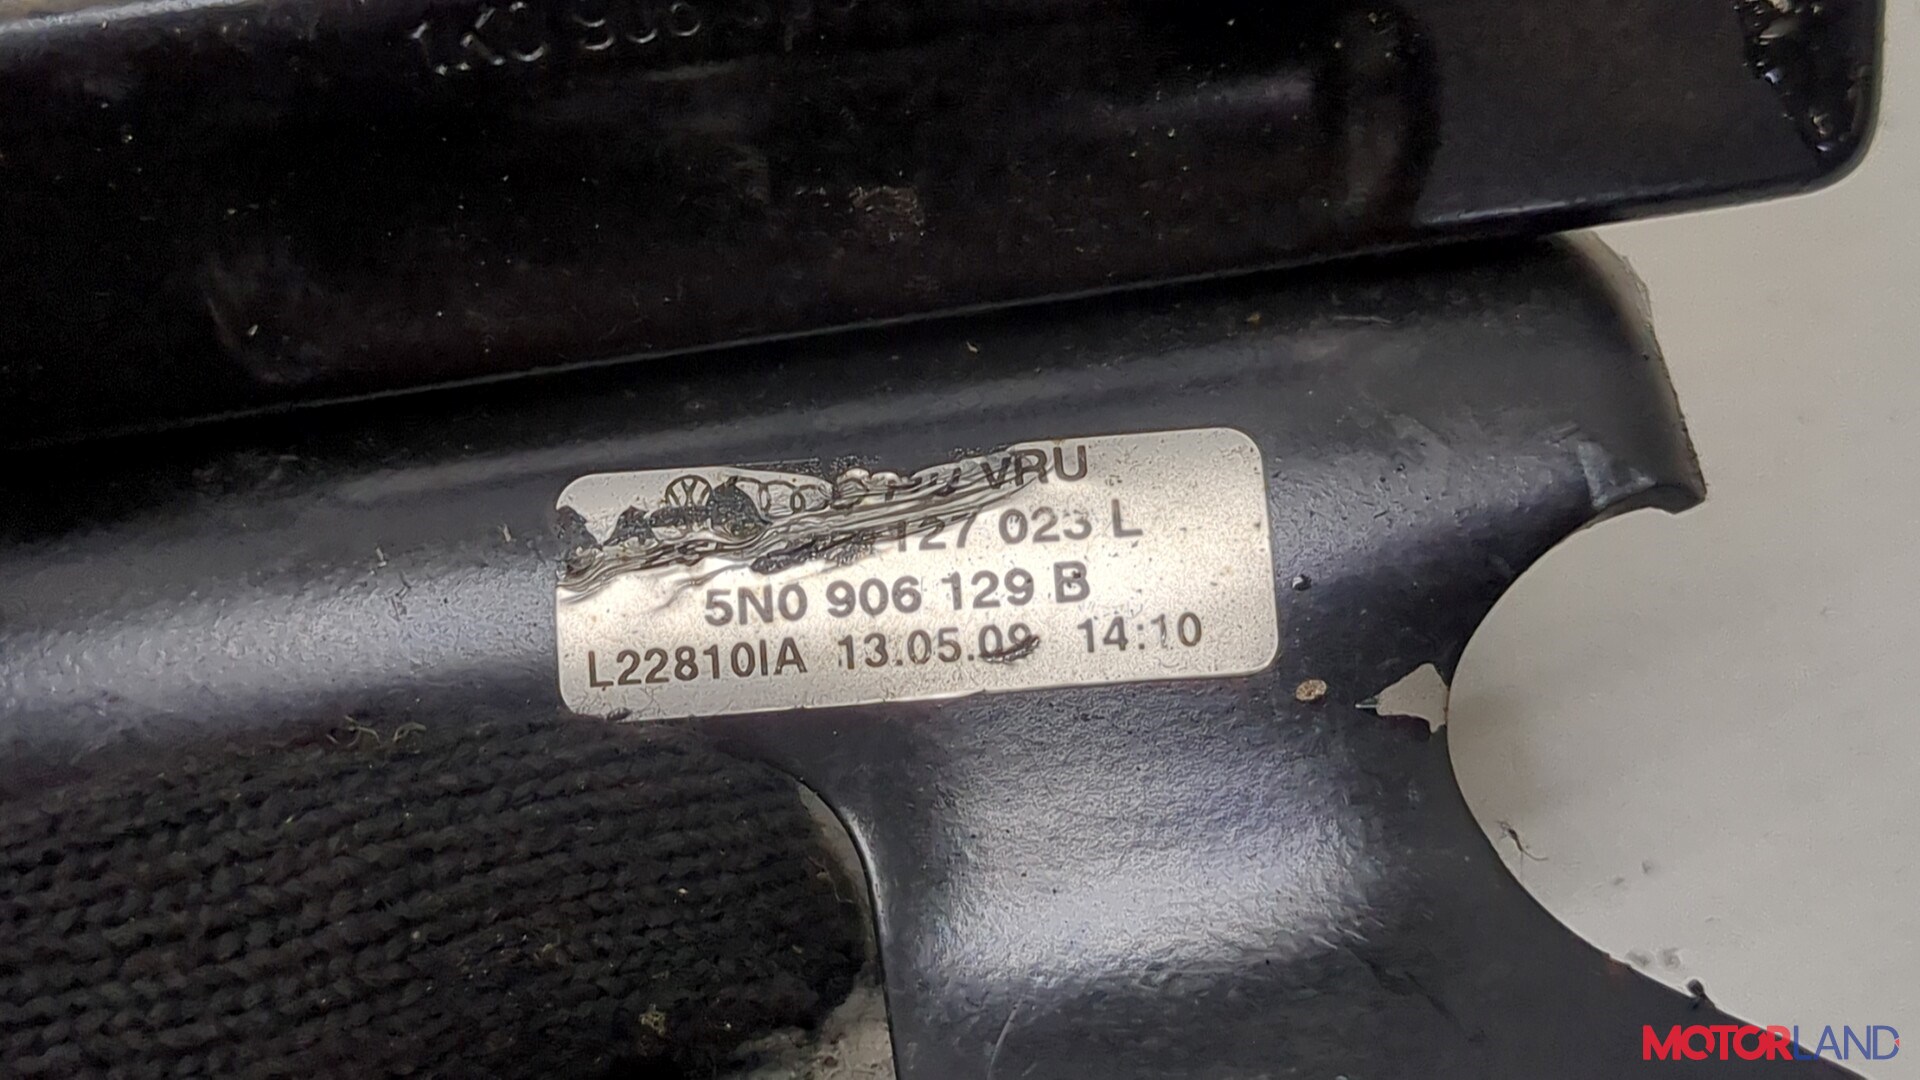 VRU
127 023 L
5N0 906 129 B
L22810IA 13.05.09 14:10
MOTORLAND